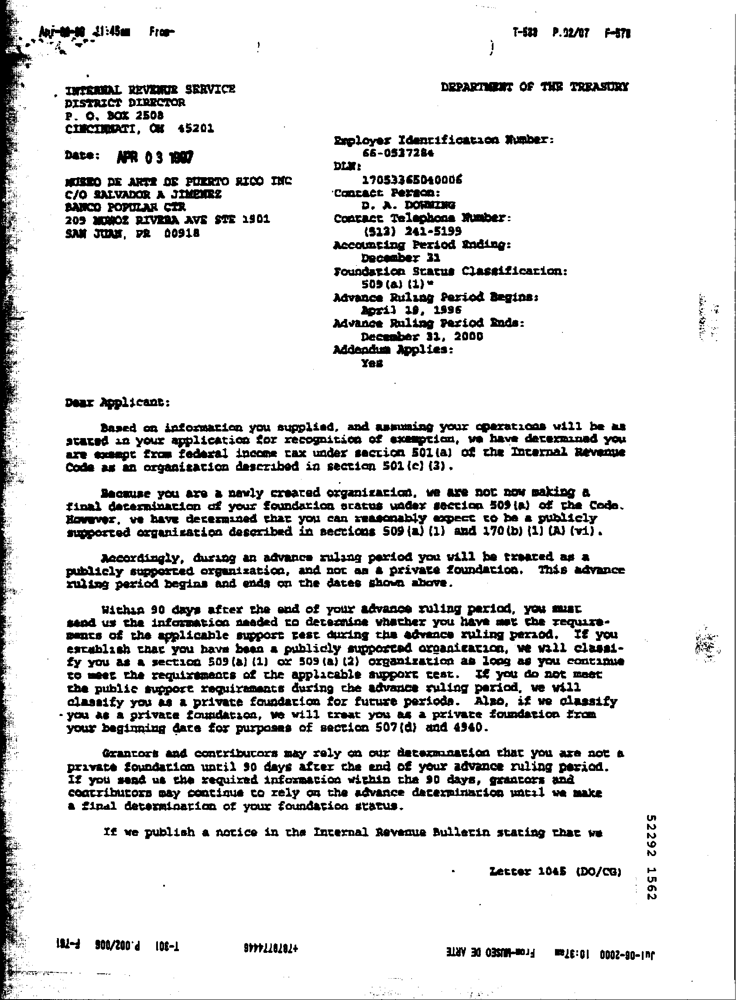 11:45am From- T-533 P.02/07 F-578
INTERNAL REVENUE SERVICE
DISTRICT DIRECTOR
P. O. BOX 2508
CINCINNATI, OH 45201
Date: APR 03 1997
MUSEO DE ARTE DE PUERTO RICO INC
C/O SALVADOR A JIMENEZ
BANCO POPULAR CTR
209 MUNOZ RIVERA AVE STE 1901
SAN JUAN, PR 00918
DEPARTMENT OF THE TREASURY
Employer Identification Number:
66-0537284
DLN:
17053365040006
Contact Person:
D. A. DOWNING
Contact Telephone Number:
(513) 241-5199
Accounting Period Ending:
December 31
Foundation Status Classification:
509(a)(1)*
Advance Ruling Period Begins:
April 19, 1996
Advance Ruling Period Ends:
December 31, 2000
Addendum Applies:
Yes
Dear Applicant:
Based on information you supplied, and assuming your operations will be as
stated in your application for recognition of exemption, we have determined you
are exempt from federal income tax under section 501(a) of the Internal Revenue
Code as an organization described in section 501(c)(3).
Because you are a newly created organization, we are not now making a
final determination of your foundation status under section 509(a) of the Code.
However, we have determined that you can reasonably expect to be a publicly
supported organization described in sections 509(a)(1) and 170(b)(1)(A)(vi).
Accordingly, during an advance ruling period you will be treated as a
publicly supported organization, and not as a private foundation. This advance
ruling period begins and ends on the dates shown above.
Within 90 days after the end of your advance ruling period, you must
send us the information needed to determine whether you have met the require-
ments of the applicable support test during the advance ruling period. If you
establish that you have been a publicly supported organization, we will classi-
fy you as a section 509(a)(1) or 509(a)(2) organization as long as you continue
to meet the requirements of the applicable support test. If you do not meet
the public support requirements during the advance ruling period, we will
classify you as a private foundation for future periods. Also, if we classify
you as a private foundation, we will treat you as a private foundation from
your beginning date for purposes of section 507(d) and 4940.
Grantors and contributors may rely on our determination that you are not a
private foundation until 90 days after the end of your advance ruling period.
If you send us the required information within the 90 days, grantors and
contributors may continue to rely on the advance determination until we make
a final determination of your foundation status.
If we publish a notice in the Internal Revenue Bulletin stating that we
Letter 1045 (DO/CG)
52292 1562
Jul-06-2000 10:37am From-MUSEO DE ARTE +7876774446 T-301 P.002/006 F-761